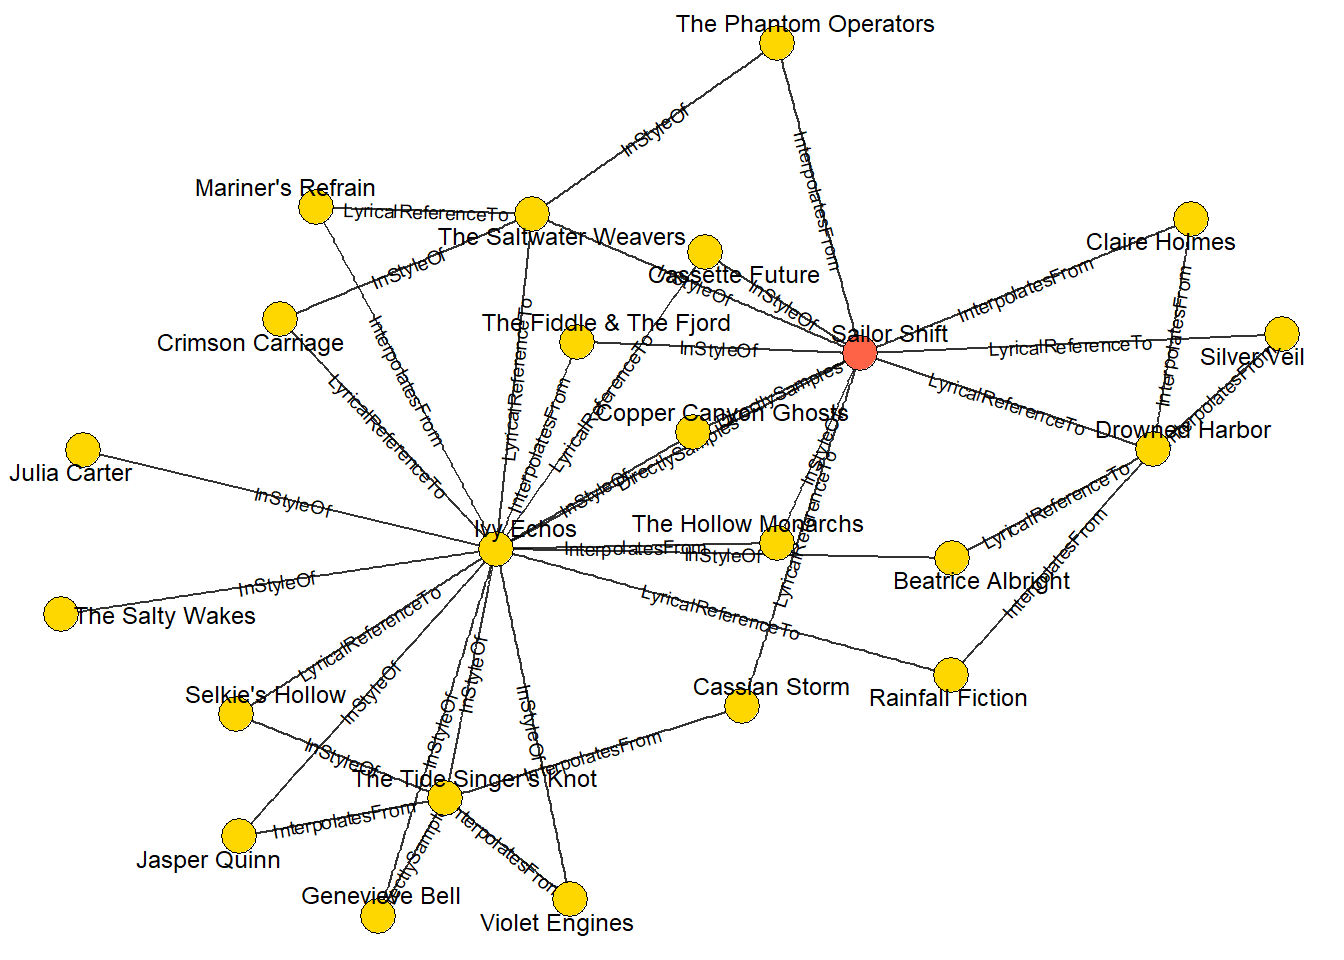 The Phantom Operators
InStyleOf
InterpolatesFrom
Mariner's Refrain
LyricalReferenceTo
The Saltwater Weavers
Claire Holmes
InStyleOf
Cassette Future
InStyleOf
InStyleOf
InterpolatesFrom
InterpolatesFrom
Crimson Carriage
The Fiddle & The Fjord
Sailor Shift
InStyleOf
LyricalReferenceTo
Silver Veil
InterpolatesFrom
LyricalReferenceTo
LyricalReferenceTo
InterpolatesFrom
LyricalReferenceTo
InterpolatesFrom
LyricalReferenceTo
DirectlySamples
Copper Canyon Ghosts
DirectlySamples
Drowned Harbor
InStyleOf
Julia Carter
InStyleOf
InStyleOf
LyricalReferenceTo
Ivy Echos
The Hollow Monarchs
InterpolatesFrom
InStyleOf
LyricalReferenceTo
InterpolatesFrom
Beatrice Albright
InStyleOf
The Salty Wakes
LyricalReferenceTo
LyricalReferenceTo
Selkie's Hollow
InStyleOf
InStyleOf
Cassian Storm
Rainfall Fiction
InStyleOf
InStyleOf
InStyleOf
InterpolatesFrom
The Tide Singer's Knot
InterpolatesFrom
InterpolatesFrom
Jasper Quinn
Genevieve Bell
Violet Engines